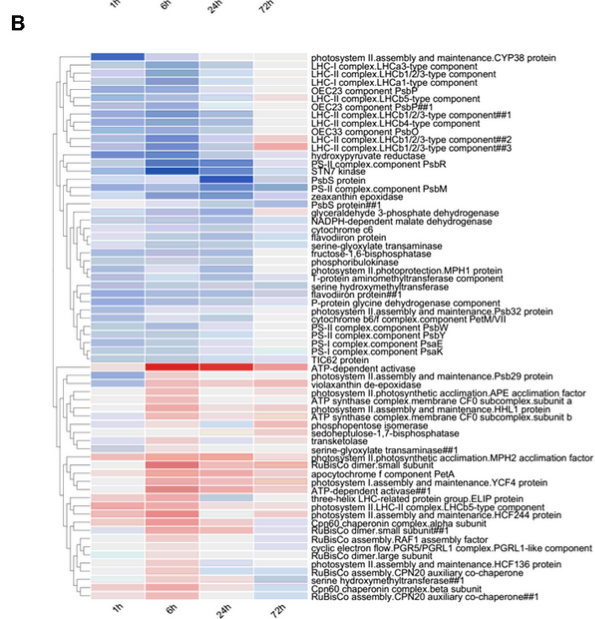 1h 6h 24h 72h
B
photosystem II.assembly and maintenance.CYP38 protein
LHC-I complex.LHCa3-type component
LHC-II complex.LHCb1/2/3-type component
LHC-I complex.LHCa1-type component
OEC23 component PsbP
LHC-II complex.LHCb5-type component
OEC23 component PsbP##1
LHC-II complex.LHCb1/2/3-type component##1
LHC-II complex.LHCb4-type component
OEC33 component PsbO
LHC-II complex.LHCb1/2/3-type component##2
LHC-II complex.LHCb1/2/3-type component##3
hydroxypyruvate reductase
PS-II complex.component PsbR
STN7 kinase
PsbS protein
PS-II complex.component PsbM
zeaxanthin epoxidase
PsbS protein##1
glyceraldehyde 3-phosphate dehydrogenase
NADPH-dependent malate dehydrogenase
cytochrome c6
flavodiiron protein
serine-glyoxylate transaminase
fructose-1,6-bisphosphatase
phosphoribulokinase
photosystem II.photoprotection.MPH1 protein
T-protein aminomethyltransferase component
serine hydroxymethyltransferase
flavodiiron protein##1
P-protein glycine dehydrogenase component
photosystem II.assembly and maintenance.Psb32 protein
cytochrome b6/f complex.component PetM/VII
PS-II complex.component PsbW
PS-II complex.component PsbY
PS-I complex.component PsaE
PS-I complex.component PsaK
TIC62 protein
ATP-dependent activase
photosystem II.assembly and maintenance.Psb29 protein
violaxanthin de-epoxidase
photosystem II.photosynthetic acclimation.APE acclimation factor
ATP synthase complex.membrane CF0 subcomplex.subunit a
photosystem II.assembly and maintenance.HHL1 protein
ATP synthase complex.membrane CF0 subcomplex.subunit b
phosphopentose isomerase
sedoheptulose-1,7-bisphosphatase
transketolase
serine-glyoxylate transaminase##1
photosystem II.photosynthetic acclimation.MPH2 acclimation factor
RuBisCo dimer.small subunit
apocytochrome f component PetA
photosystem I.assembly and maintenance.YCF4 protein
ATP-dependent activase##1
three-helix LHC-related protein group.ELIP protein
photosystem II.LHC-II complex.LHCb5-type component
photosystem II.assembly and maintenance.HCF244 protein
Cpn60 chaperonin complex.alpha subunit
RuBisCo dimer.small subunit##1
RuBisCo assembly.RAF1 assembly factor
cyclic electron flow.PGR5/PGRL1 complex.PGRL1-like component
RuBisCo dimer.large subunit
photosystem II.assembly and maintenance.HCF136 protein
RuBisCo assembly.CPN20 auxiliary co-chaperone
serine hydroxymethyltransferase##1
Cpn60 chaperonin complex.beta subunit
RuBisCo assembly.CPN20 auxiliary co-chaperone##1
1h 6h 24h 72h